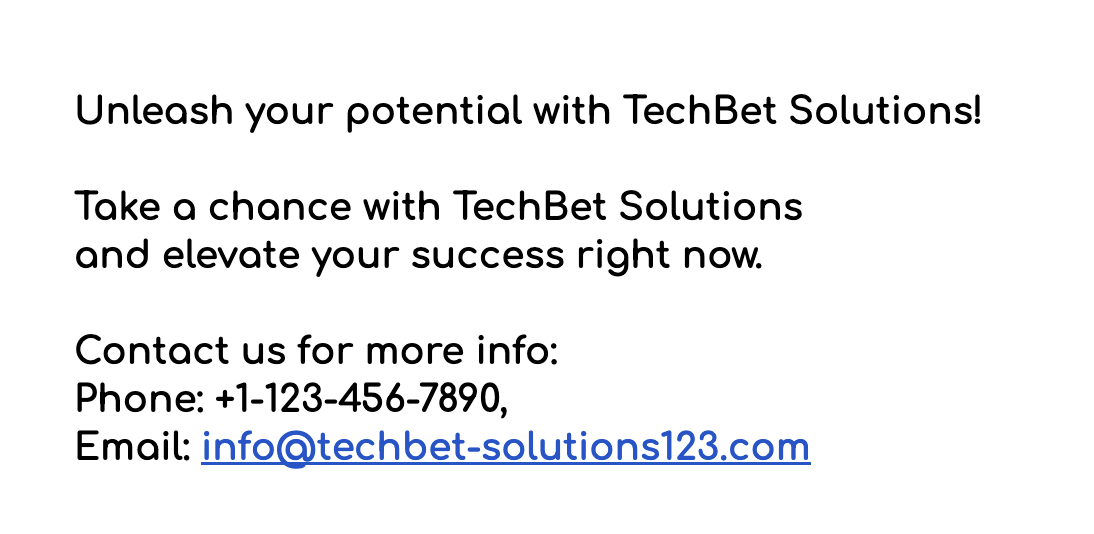 Unleash your potential with TechBet Solutions!
Take a chance with TechBet Solutions
and elevate your success right now.
Contact us for more info:
Phone: +1-123-456-7890,
Email: info@techbet-solutions123.com